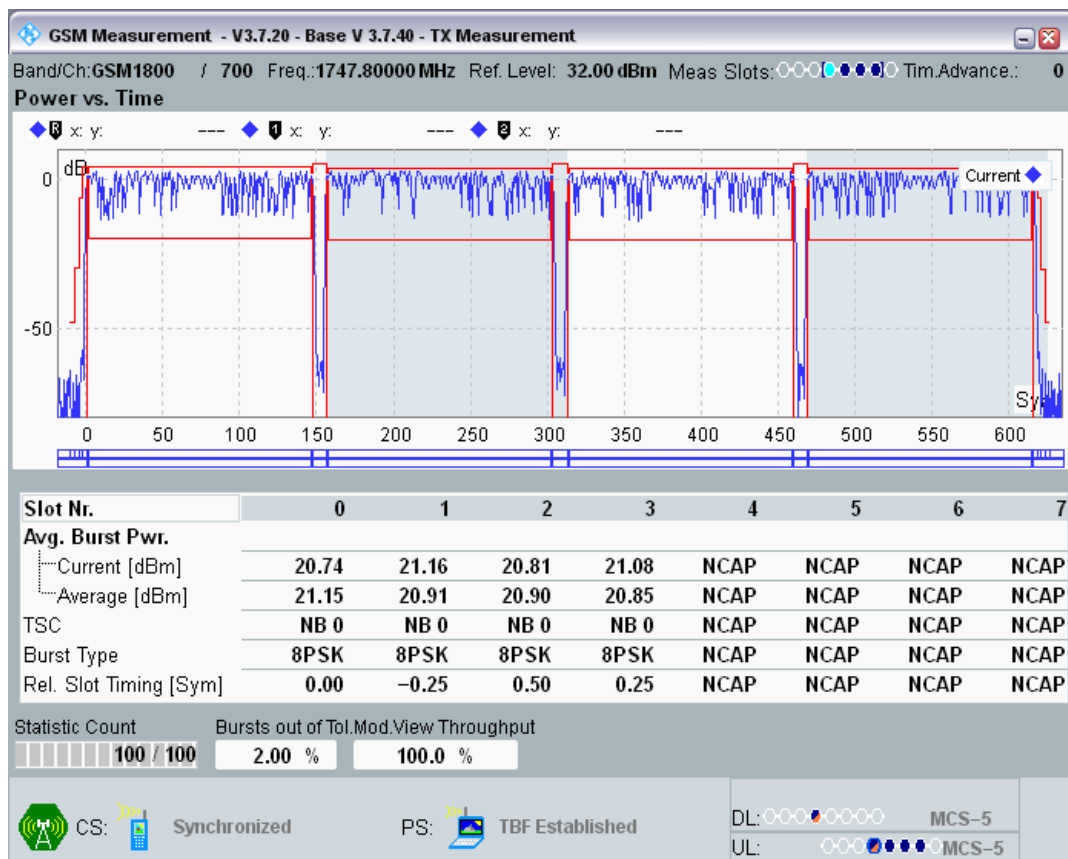 GSM Measurement - V3.7.20 - Base V 3.7.40 - TX Measurement
Band/Ch:GSM1800 / 700 Freq.:1747.80000 MHz Ref. Level: 32.00 dBm Meas Slots: Tim.Advance.: 0
Power vs. Time
R x: y: --- 1 x: y: --- 2 x: y: ---
dB
0
Current
-50
0 50 100 150 200 250 300 350 400 450 500 550 600
Slot Nr. 0 1 2 3 4 5 6 7
Avg. Burst Pwr.
Current [dBm] 20.74 21.16 20.81 21.08 NCAP NCAP NCAP NCAP
Average [dBm] 21.15 20.91 20.90 20.85 NCAP NCAP NCAP NCAP
TSC NB 0 NB 0 NB 0 NB 0 NCAP NCAP NCAP NCAP
Burst Type 8PSK 8PSK 8PSK 8PSK NCAP NCAP NCAP NCAP
Rel. Slot Timing [Sym] 0.00 −0.25 0.50 0.25 NCAP NCAP NCAP NCAP
Statistic Count Bursts out of Tol. Mod.View Throughput
100 / 100 2.00 % 100.0 %
CS: Synchronized PS: TBF Established DL: MCS−5
UL: MCS−5